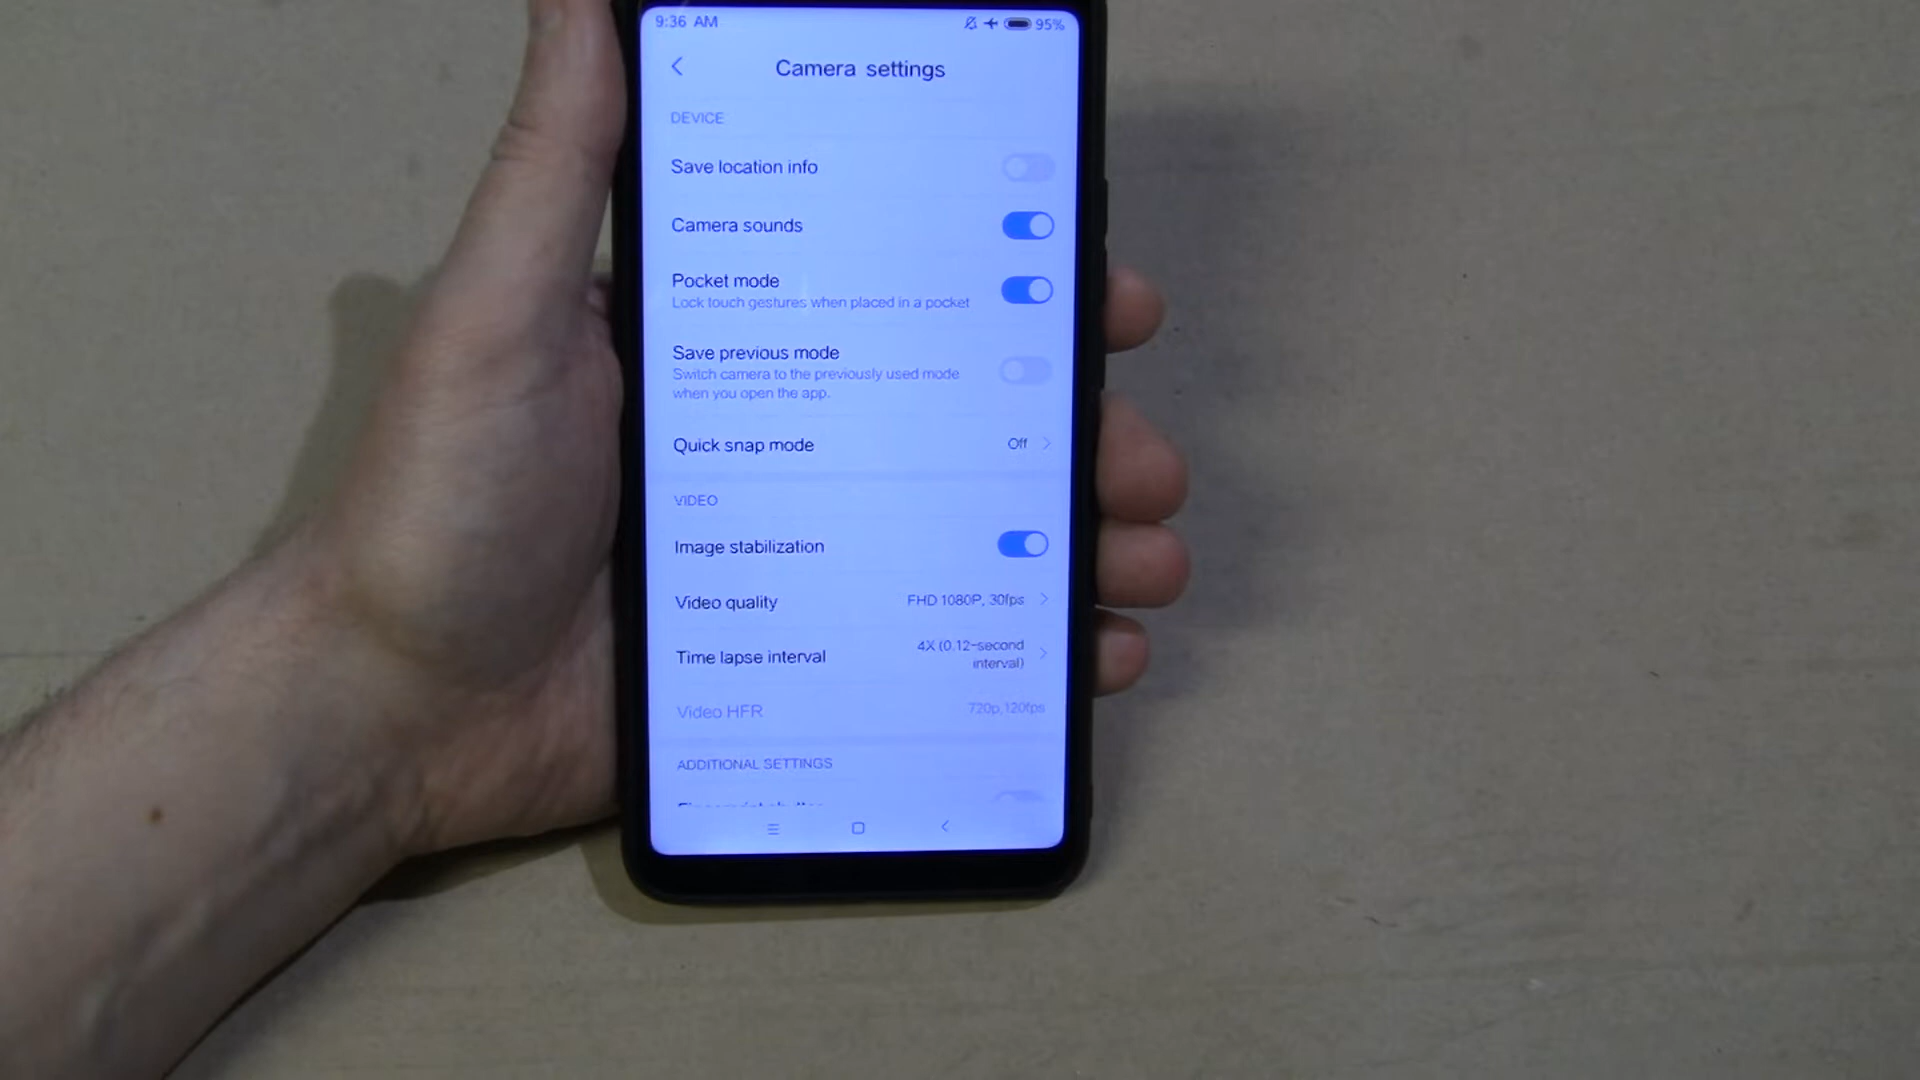 9:36 AM 95%
Camera settings
DEVICE
Save location info
Camera sounds
Pocket mode
Lock touch gestures when placed in a pocket
Save previous mode
Switch camera to the previously used mode
when you open the app.
Quick snap mode Off
VIDEO
Image stabilization
Video quality FHD 1080P, 30fps
Time lapse interval 4X (0.12-second
interval)
Video HFR 720p,120fps
ADDITIONAL SETTINGS